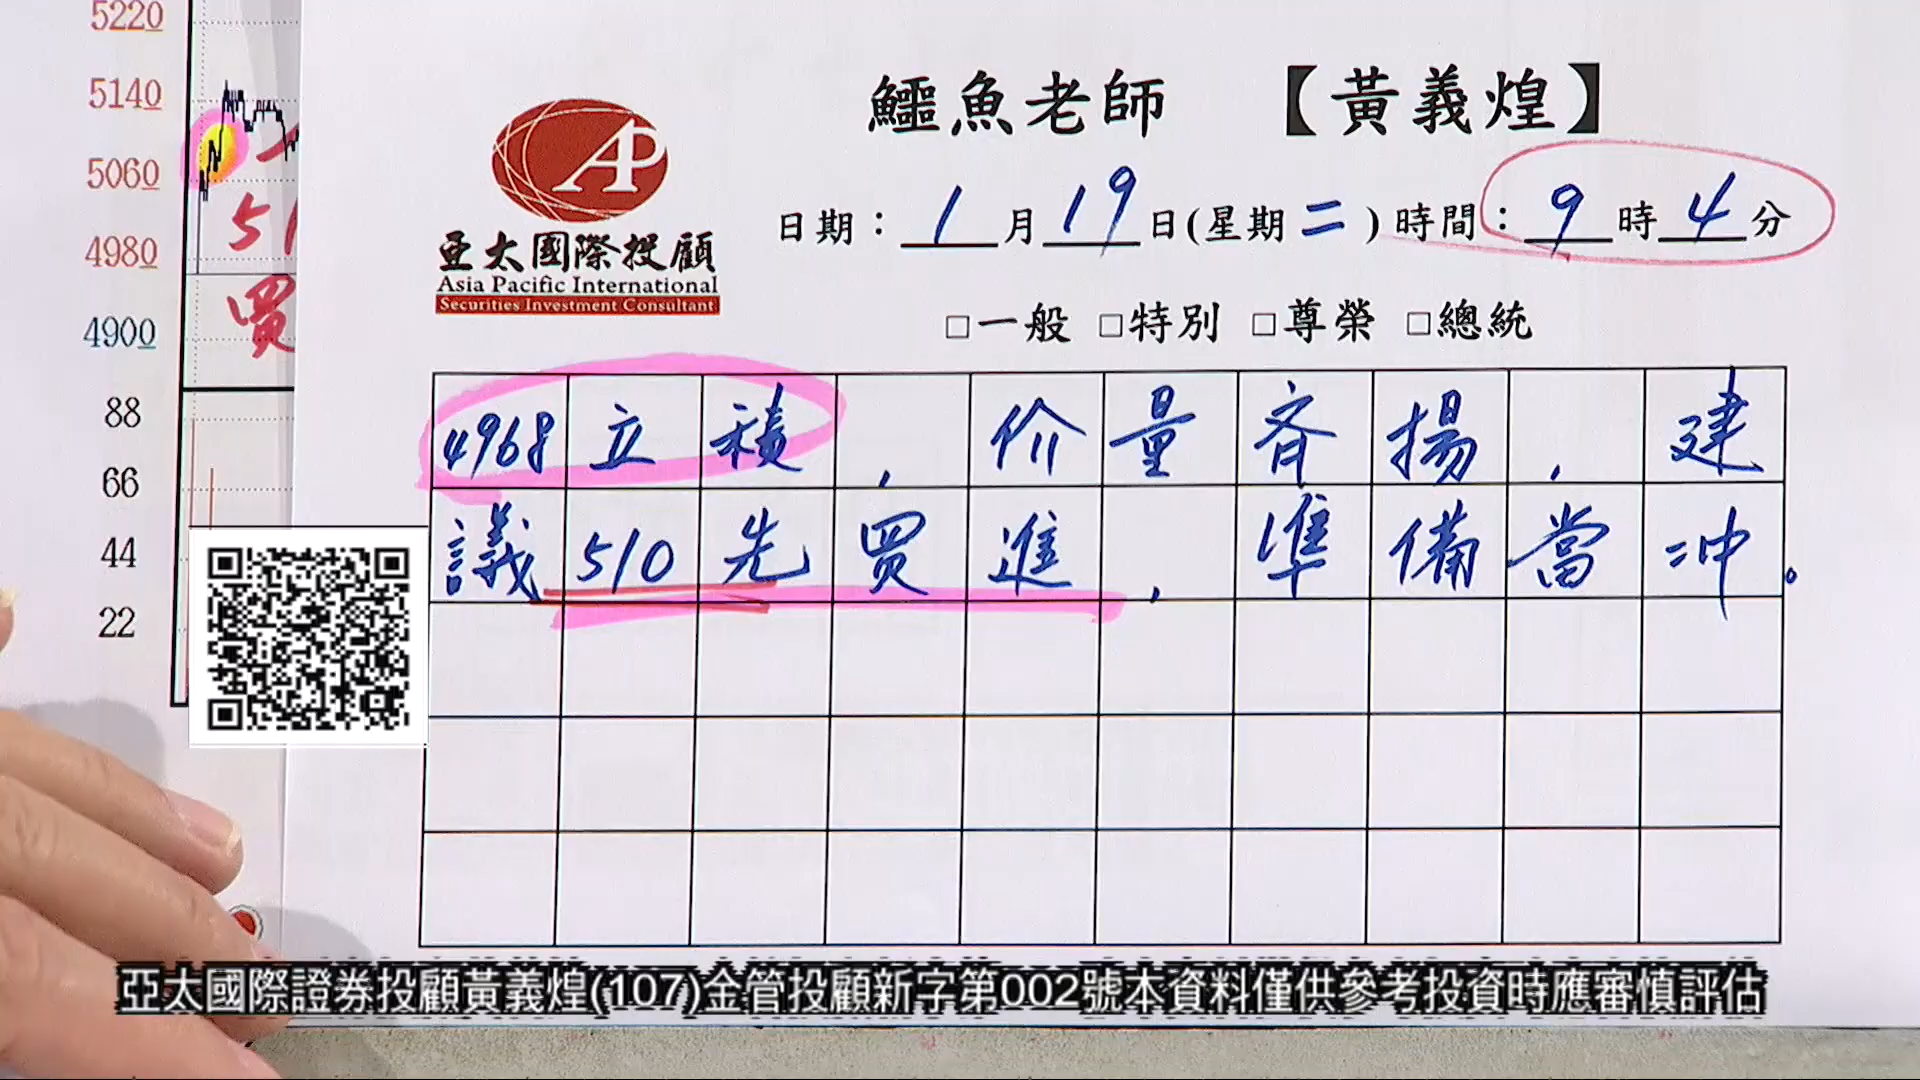 5220
5140
5060
4980
4900
88
66
44
22
51
買
AP
亞太國際投顧
Asia Pacific International
Securities Investment Consultant
鱷魚老師 【黃義煌】
日期：1月19日(星期二)時間：9時4分
□一般 □特別 □尊榮 □總統
4968立積，价量斉揚，建
議510先買進，準備當冲。
亞太國際證券投顧黃義煌(107)金管投顧新字第002號本資料僅供參考投資時應審慎評估